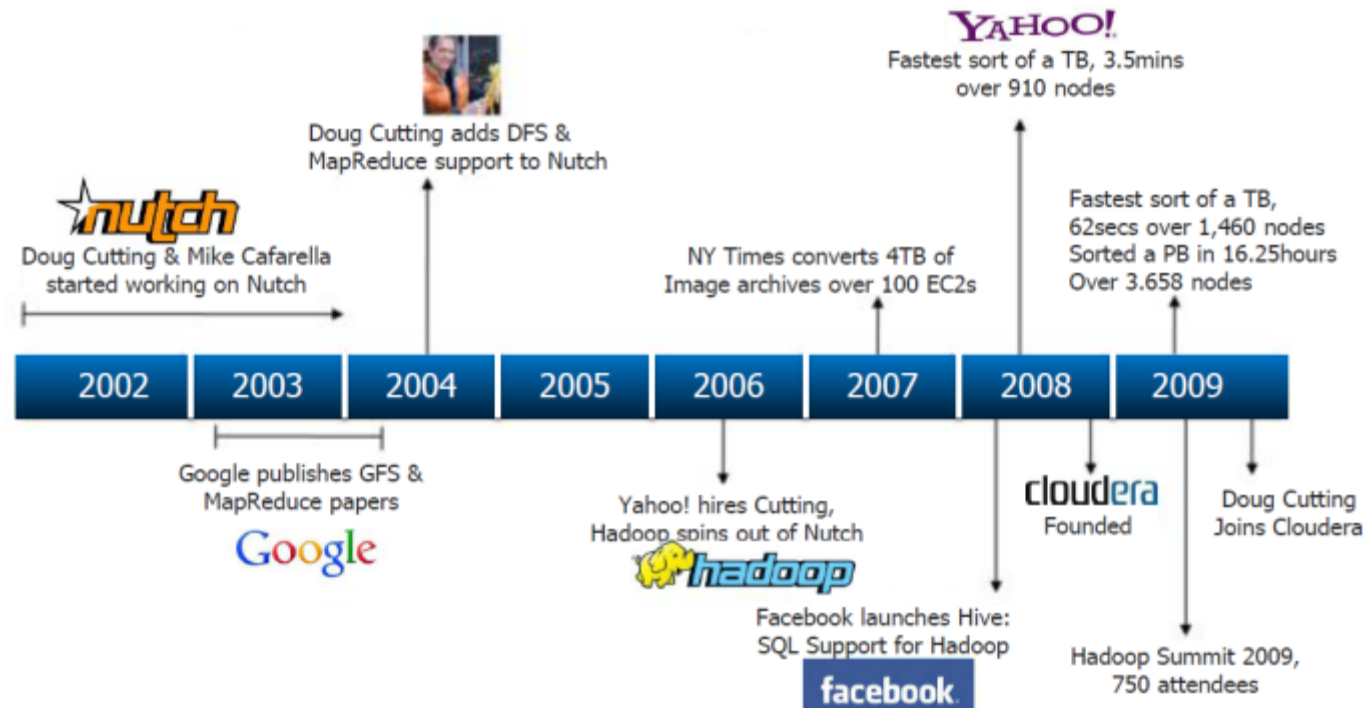 YAHOO!
Fastest sort of a TB, 3.5mins
over 910 nodes
Doug Cutting adds DFS &
MapReduce support to Nutch
nutch
Doug Cutting & Mike Cafarella
started working on Nutch
NY Times converts 4TB of
Image archives over 100 EC2s
Fastest sort of a TB,
62secs over 1,460 nodes
Sorted a PB in 16.25hours
Over 3.658 nodes
2002
2003
2004
2005
2006
2007
2008
2009
Google publishes GFS &
MapReduce papers
Google
Yahoo! hires Cutting,
Hadoop spins out of Nutch
hadoop
Facebook launches Hive:
SQL Support for Hadoop
facebook.
cloudera
Founded
Doug Cutting
Joins Cloudera
Hadoop Summit 2009,
750 attendees